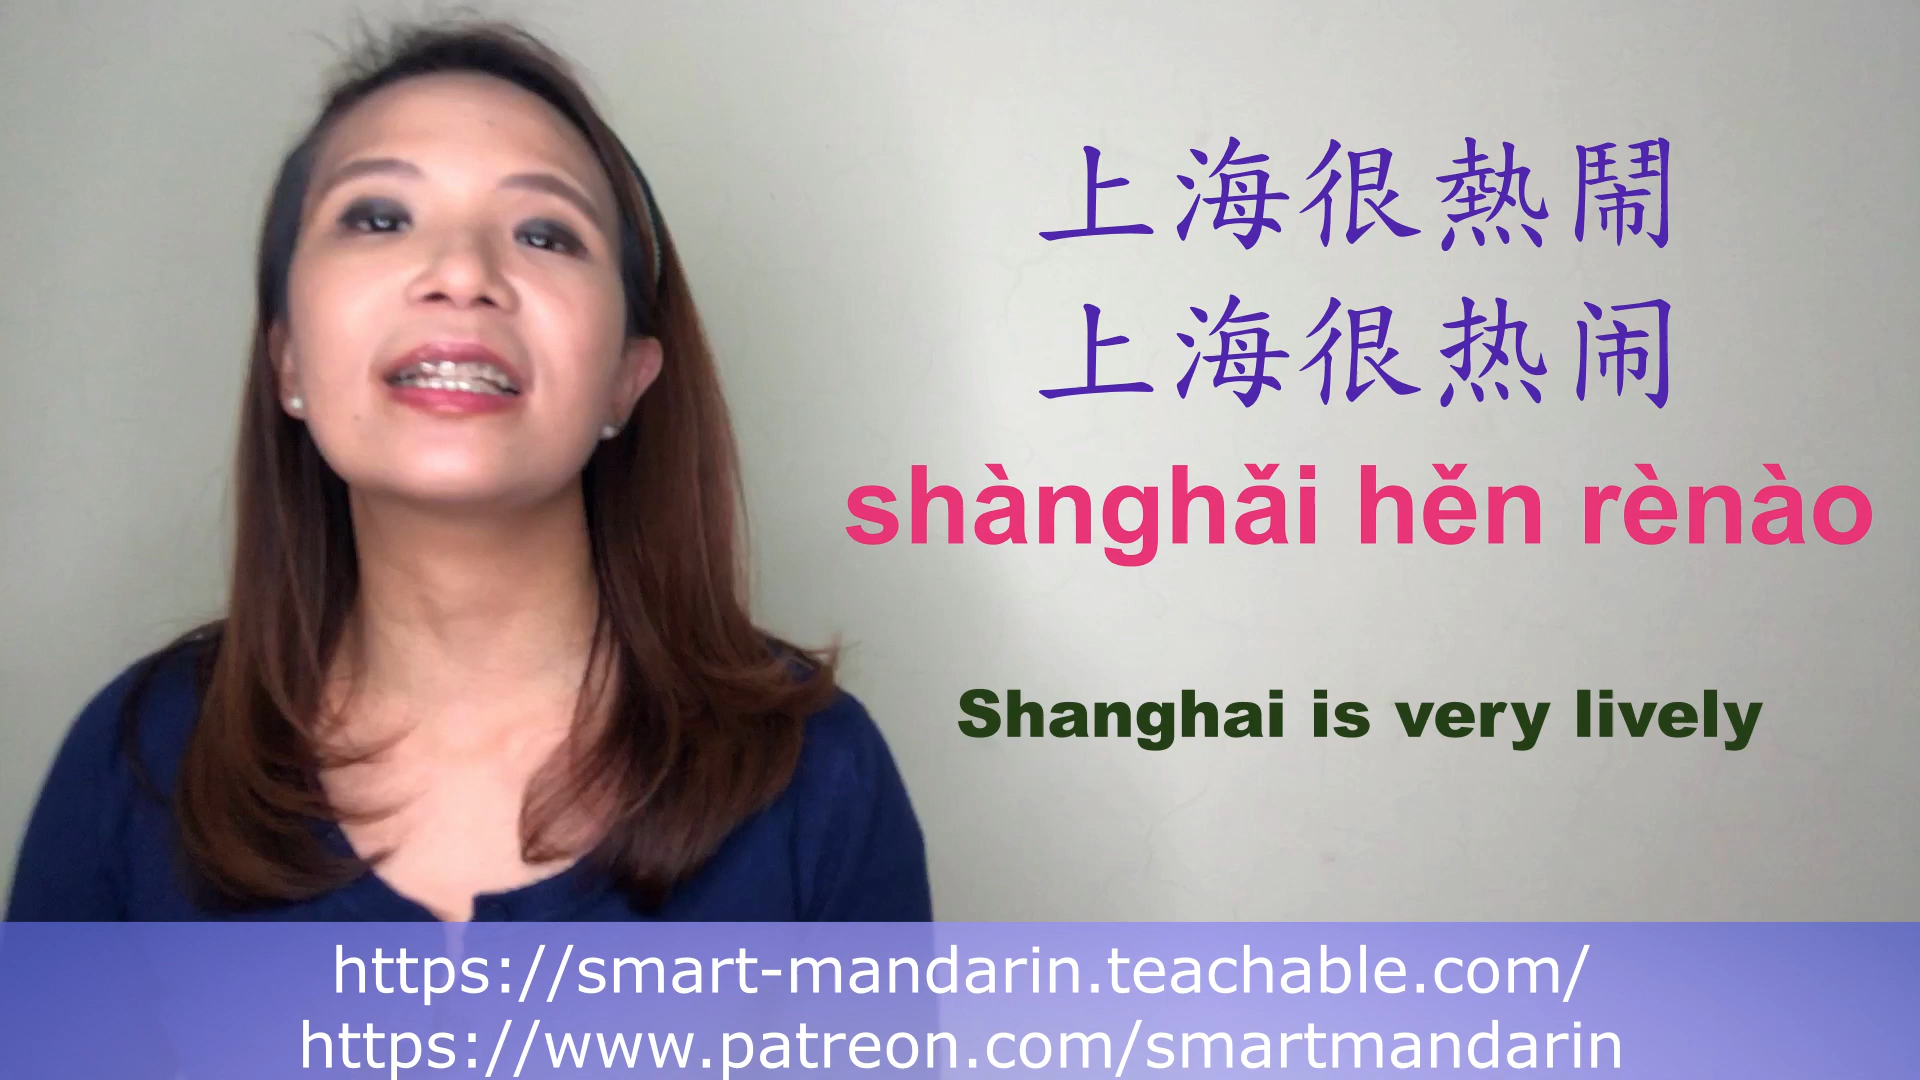 上海很熱鬧
上海很热闹
shànghǎi hěn rènào
Shanghai is very lively
https://smart-mandarin.teachable.com/
https://www.patreon.com/smartmandarin